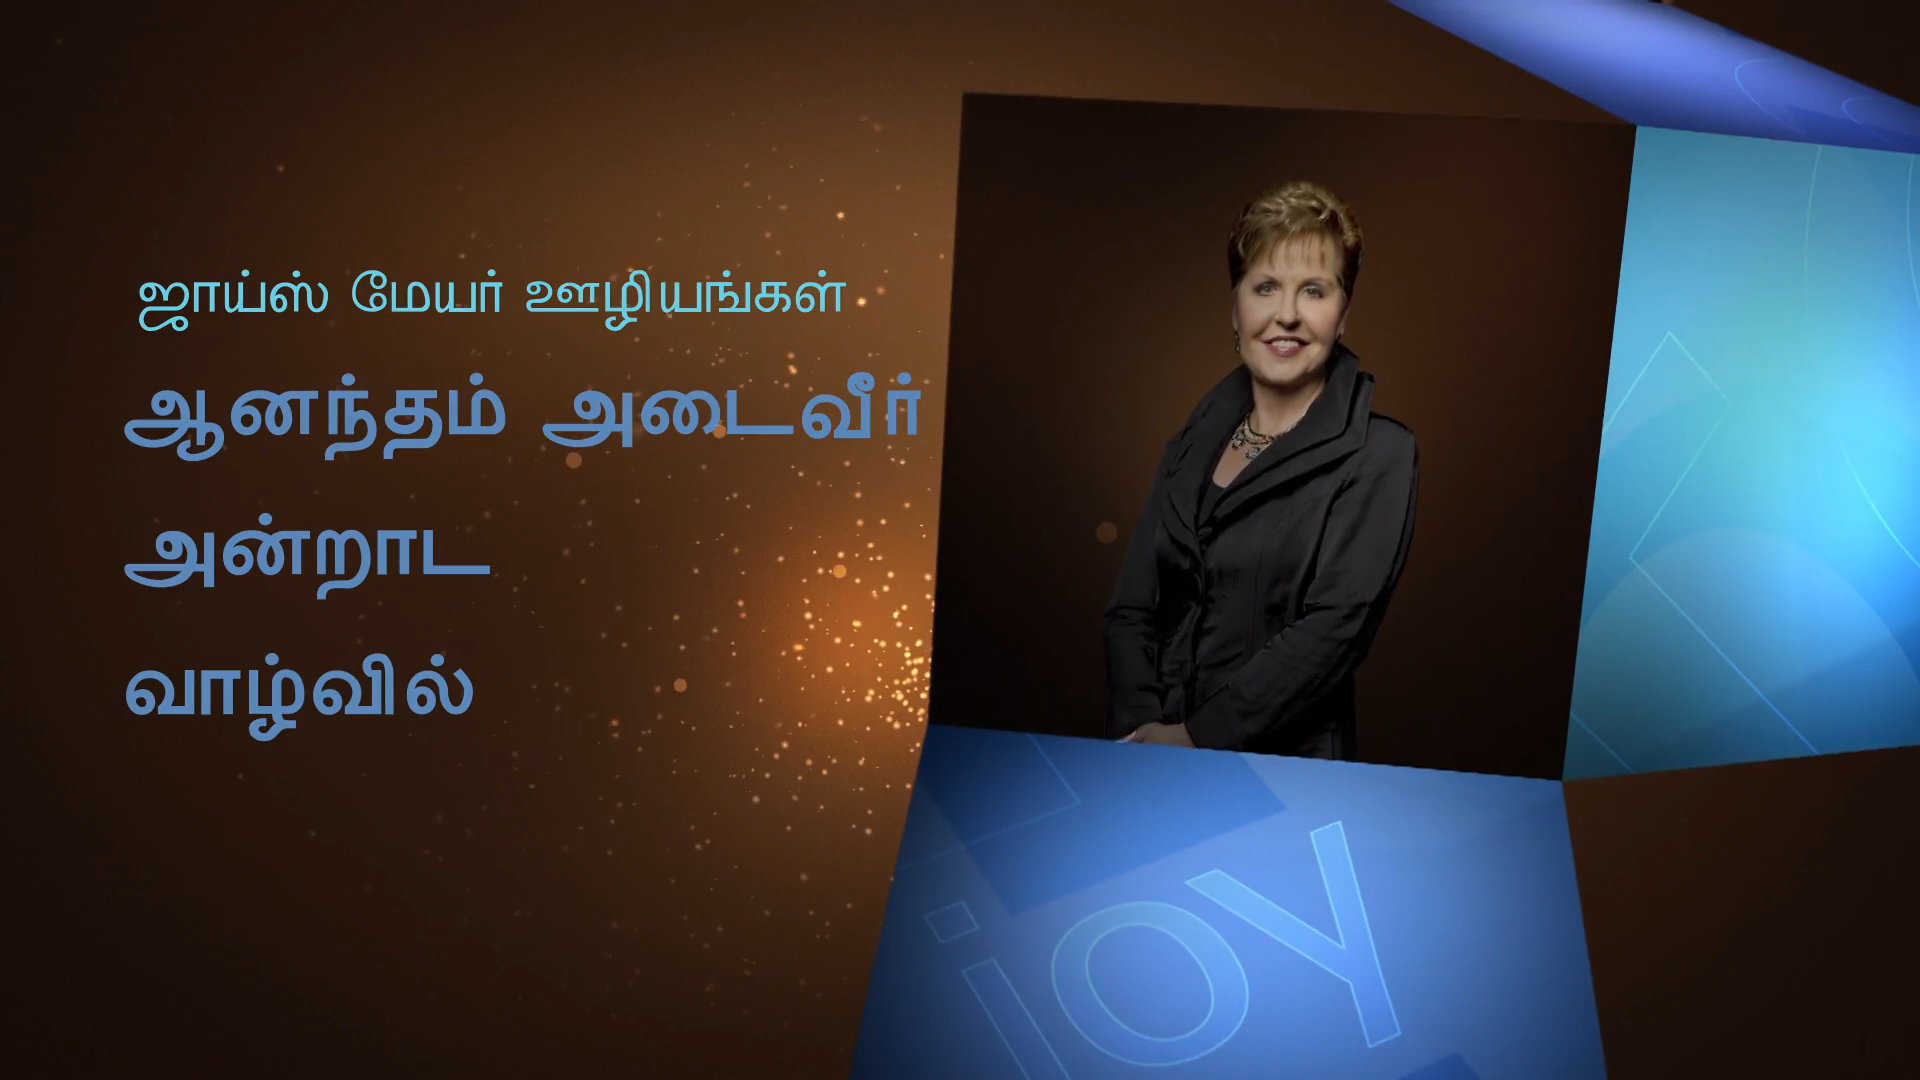 ஜாய்ஸ் மேயர் ஊழியங்கள்
ஆனந்தம் அடைவீர்
அன்றாட
வாழ்வில்
joy